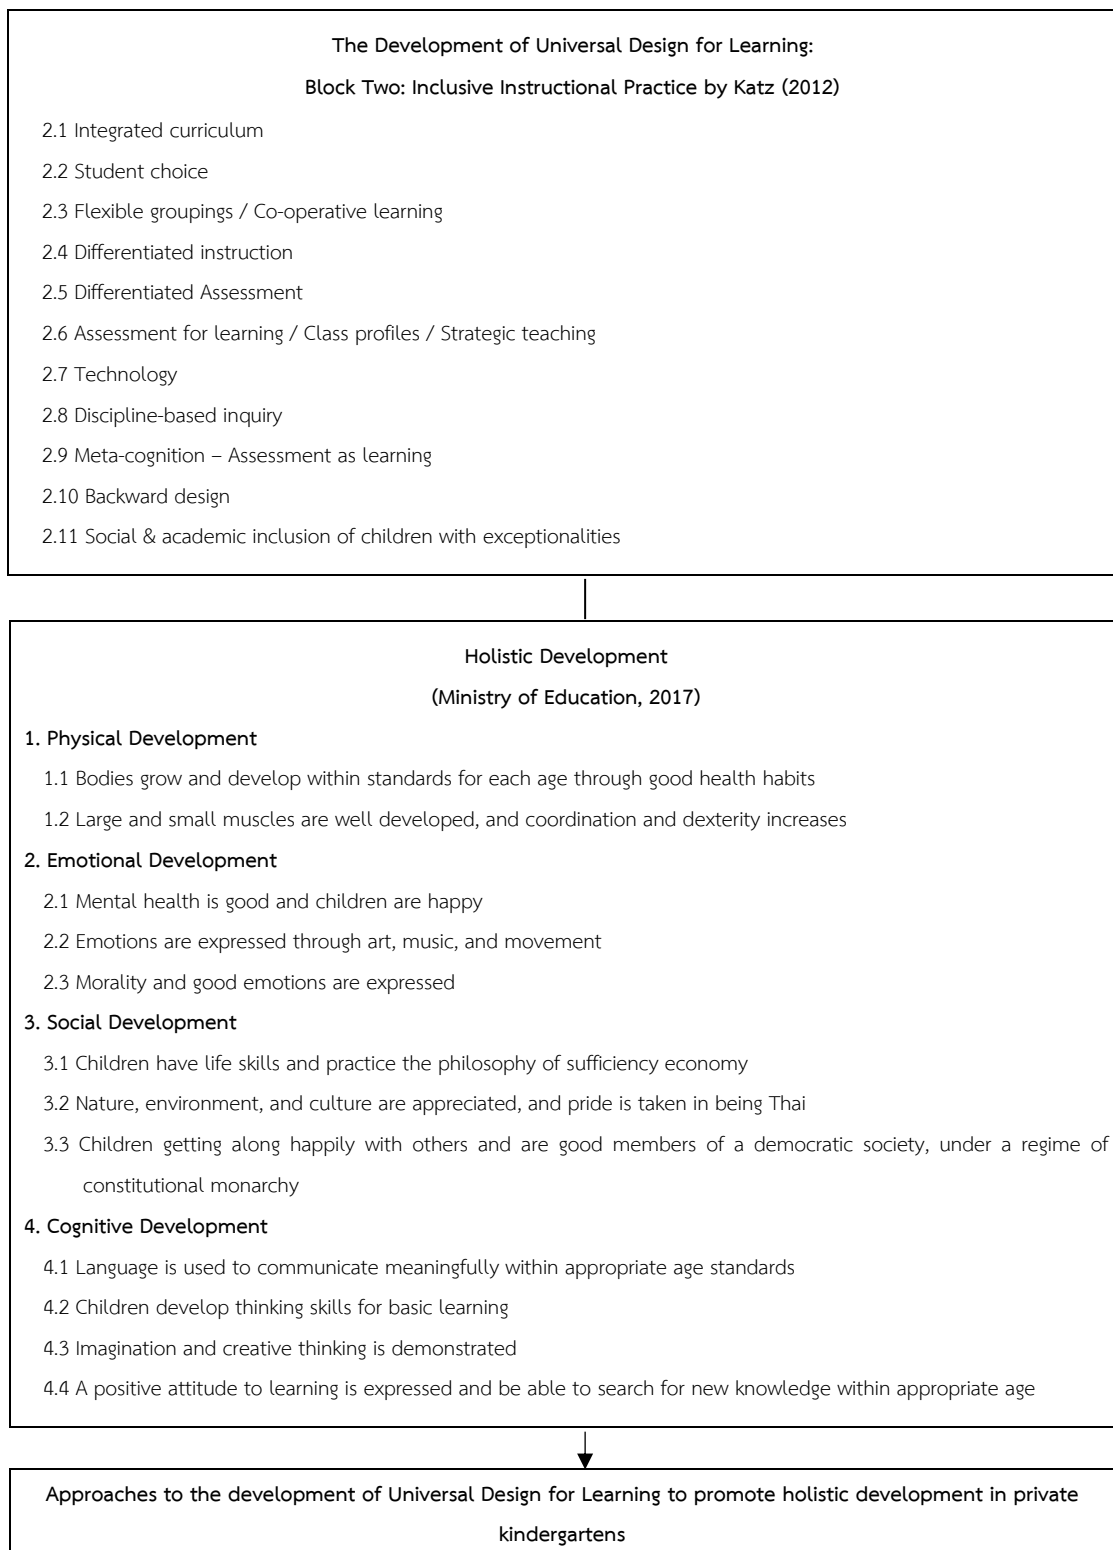 The Development of Universal Design for Learning:
Block Two: Inclusive Instructional Practice by Katz (2012)
2.1 Integrated curriculum
2.2 Student choice
2.3 Flexible groupings / Co-operative learning
2.4 Differentiated instruction
2.5 Differentiated Assessment
2.6 Assessment for learning / Class profiles / Strategic teaching
2.7 Technology
2.8 Discipline-based inquiry
2.9 Meta-cognition – Assessment as learning
2.10 Backward design
2.11 Social & academic inclusion of children with exceptionalities
Holistic Development
(Ministry of Education, 2017)
1. Physical Development
1.1 Bodies grow and develop within standards for each age through good health habits
1.2 Large and small muscles are well developed, and coordination and dexterity increases
2. Emotional Development
2.1 Mental health is good and children are happy
2.2 Emotions are expressed through art, music, and movement
2.3 Morality and good emotions are expressed
3. Social Development
3.1 Children have life skills and practice the philosophy of sufficiency economy
3.2 Nature, environment, and culture are appreciated, and pride is taken in being Thai
3.3 Children getting along happily with others and are good members of a democratic society, under a regime of
constitutional monarchy
4. Cognitive Development
4.1 Language is used to communicate meaningfully within appropriate age standards
4.2 Children develop thinking skills for basic learning
4.3 Imagination and creative thinking is demonstrated
4.4 A positive attitude to learning is expressed and be able to search for new knowledge within appropriate age
Approaches to the development of Universal Design for Learning to promote holistic development in private
kindergartens